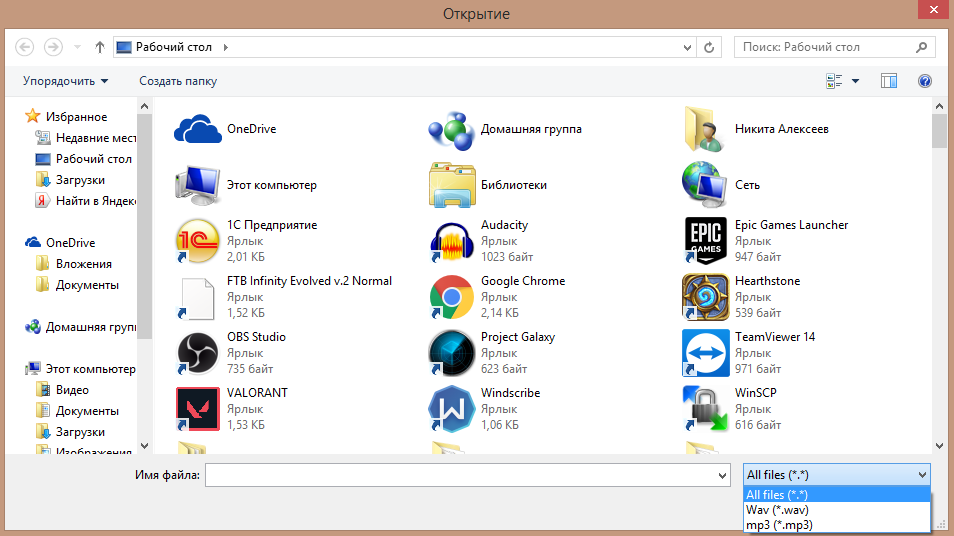 Открытие
Рабочий стол
Поиск: Рабочий стол
Упорядочить
Создать папку
Избранное
Недавние мест
Рабочий стол
Загрузки
Найти в Яндекс
OneDrive
Вложения
Документы
Домашняя групп
Этот компьютер
Видео
Документы
Загрузки
Изображения
OneDrive
Домашняя группа
Никита Алексеев
Этот компьютер
Библиотеки
Сеть
1С Предприятие
Ярлык
2,01 КБ
Audacity
Ярлык
1023 байт
EPIC
GAMES
Epic Games Launcher
Ярлык
947 байт
FTB Infinity Evolved v.2 Normal
1,52 КБ
Google Chrome
Ярлык
2,14 КБ
Hearthstone
Ярлык
539 байт
OBS Studio
Ярлык
735 байт
Project Galaxy
Ярлык
623 байт
TeamViewer 14
Ярлык
971 байт
VALORANT
Ярлык
1,53 КБ
Windscribe
Ярлык
1,06 КБ
WinSCP
Ярлык
616 байт
Имя файла:
All files (*.*)
All files (*.*)
Wav (*.wav)
mp3 (*.mp3)